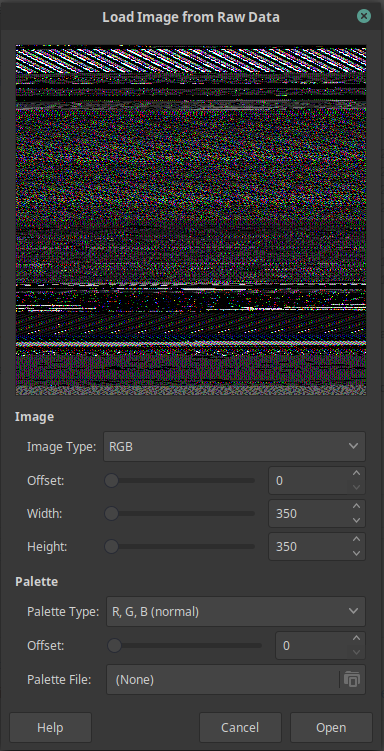 Load Image from Raw Data
Image
Image Type: RGB
Offset: 0
Width: 350
Height: 350
Palette
Palette Type: R, G, B (normal)
Offset: 0
Palette File: (None)
Help Cancel Open